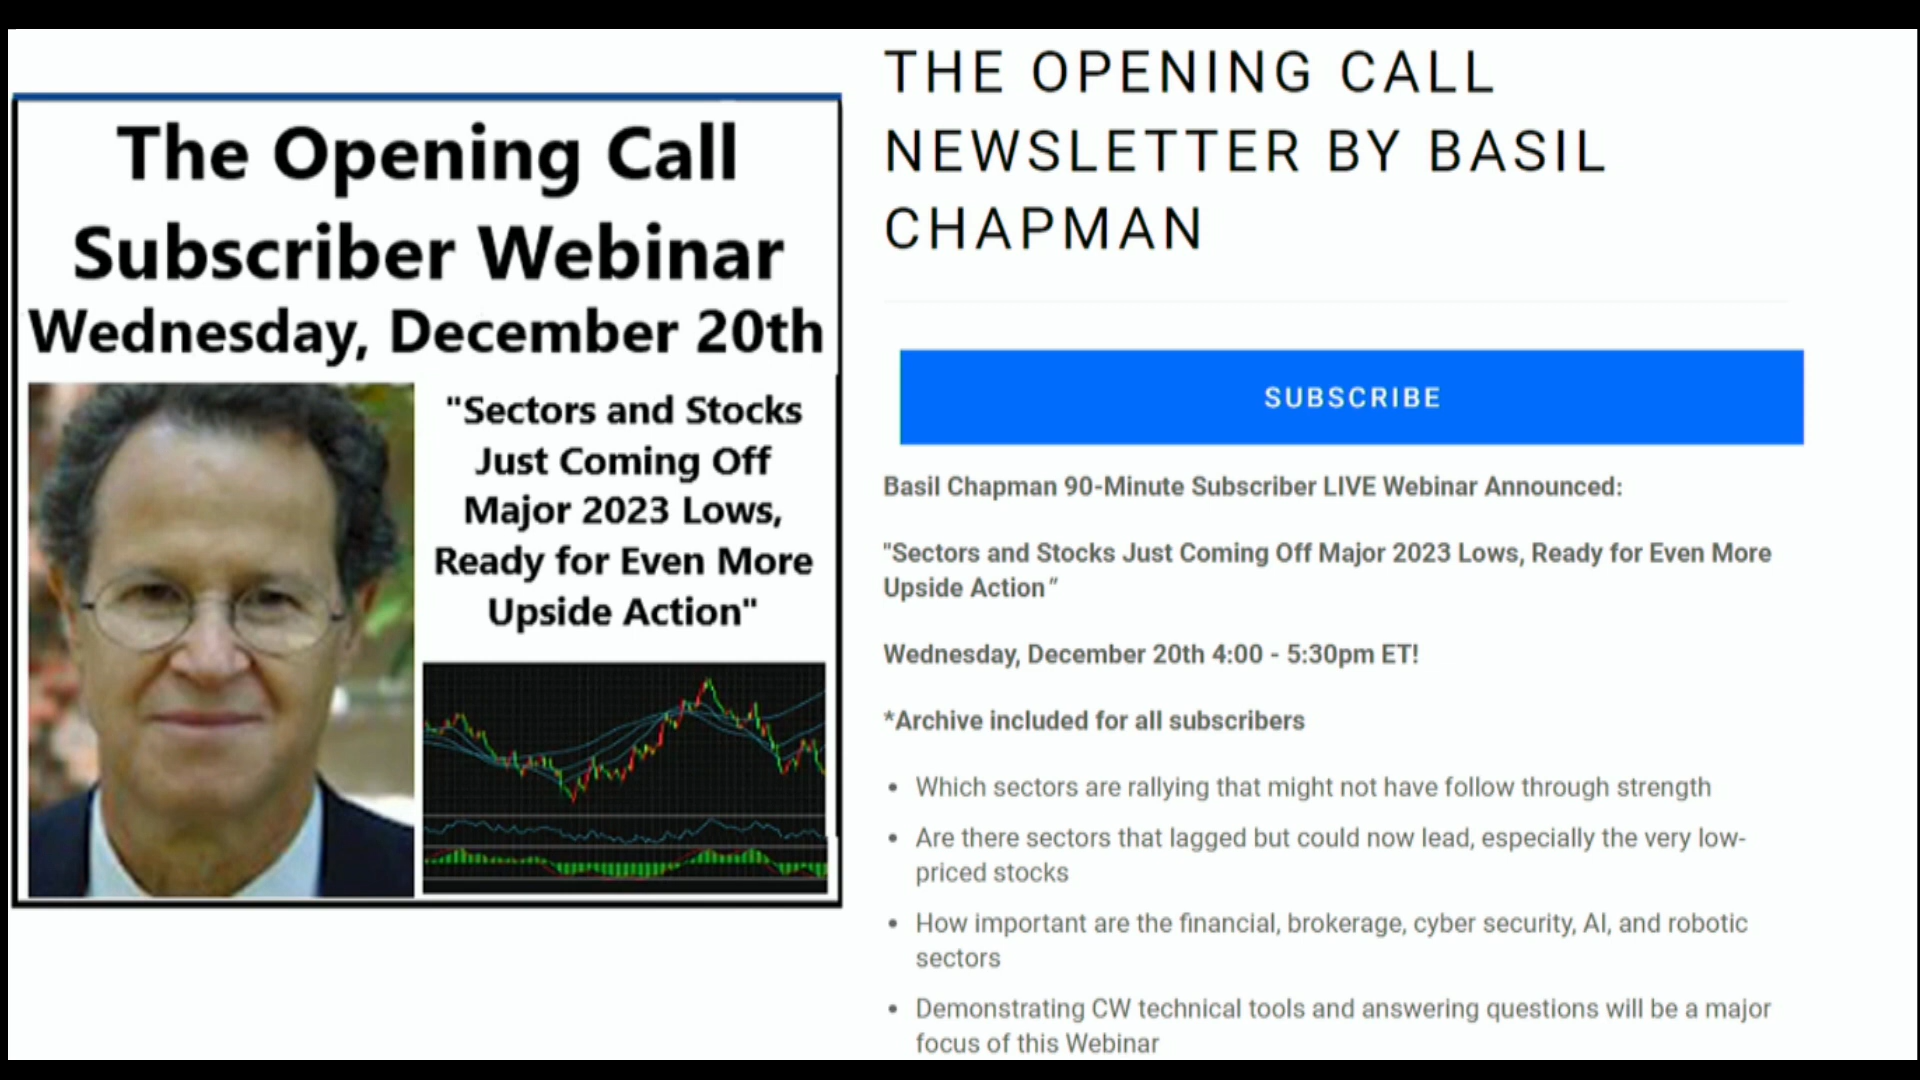 The Opening Call
Subscriber Webinar
Wednesday, December 20th
"Sectors and Stocks
Just Coming Off
Major 2023 Lows,
Ready for Even More
Upside Action"
THE OPENING CALL
NEWSLETTER BY BASIL
CHAPMAN
SUBSCRIBE
Basil Chapman 90-Minute Subscriber LIVE Webinar Announced:
"Sectors and Stocks Just Coming Off Major 2023 Lows, Ready for Even More
Upside Action"
Wednesday, December 20th 4:00 - 5:30pm ET!
*Archive included for all subscribers
• Which sectors are rallying that might not have follow through strength
• Are there sectors that lagged but could now lead, especially the very low-
priced stocks
• How important are the financial, brokerage, cyber security, AI, and robotic
sectors
• Demonstrating CW technical tools and answering questions will be a major
focus of this Webinar